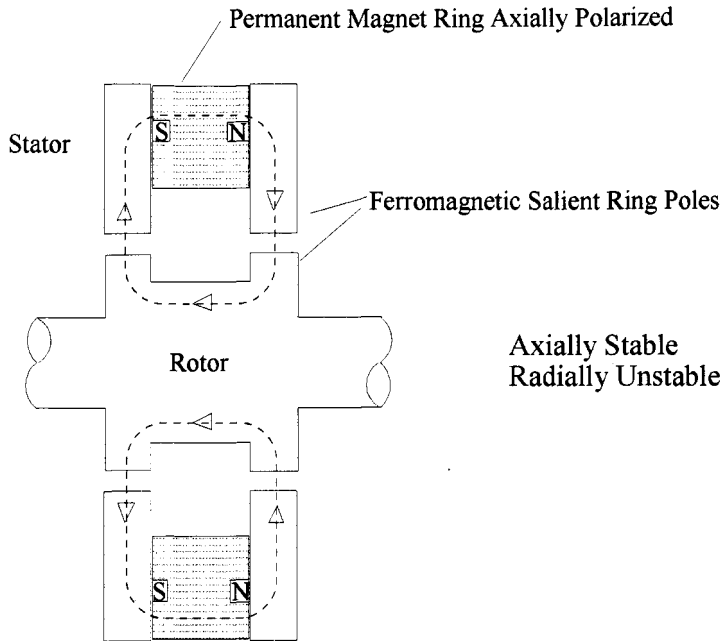 Permanent Magnet Ring Axially Polarized
S
N
Stator
Ferromagnetic Salient Ring Poles
Rotor
Axially Stable
Radially Unstable
S
N